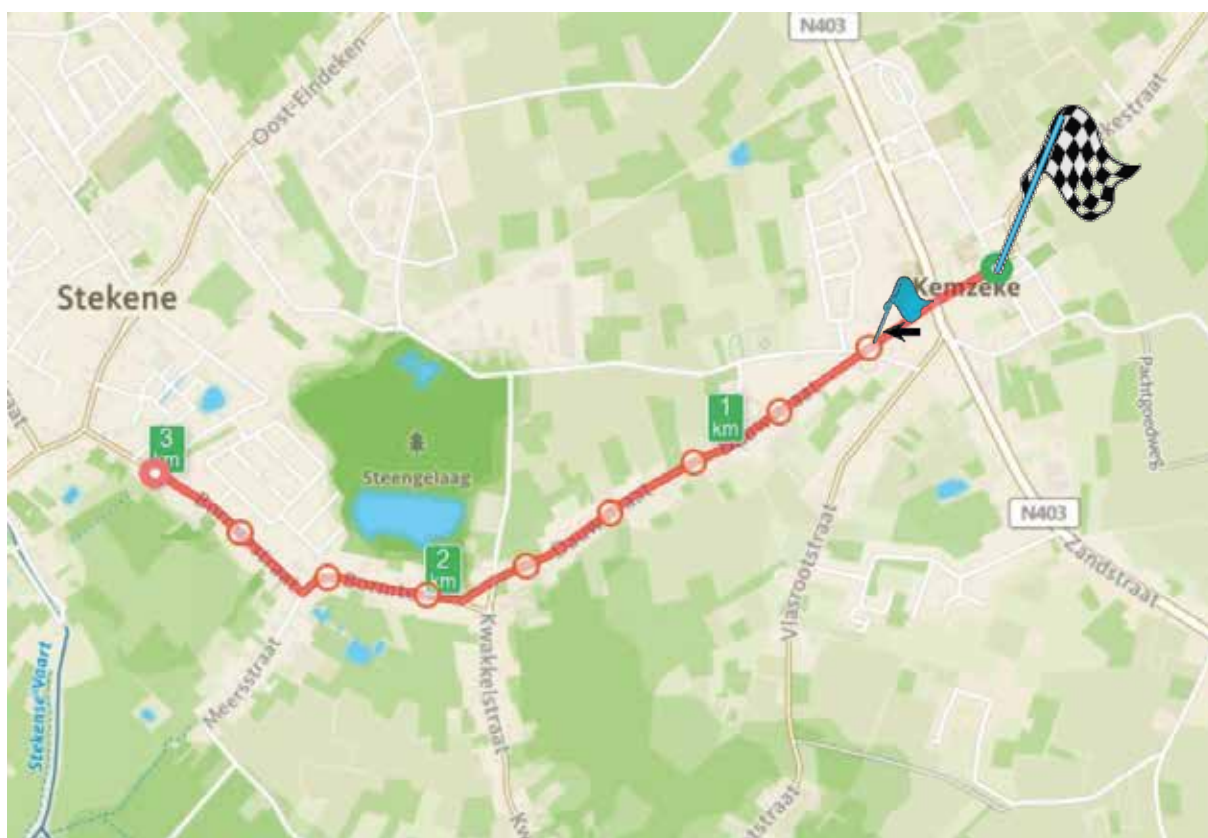 N403
Oost-Eindeken
kestraat
Stekene
Kemzeke
1
km
Pachtgoedweg
3
km
Steengelaag
N403
2
km
Zandstraat
Vlasrootstraat
Kwakkelstraat
Meersstraat
Stekense Vaart